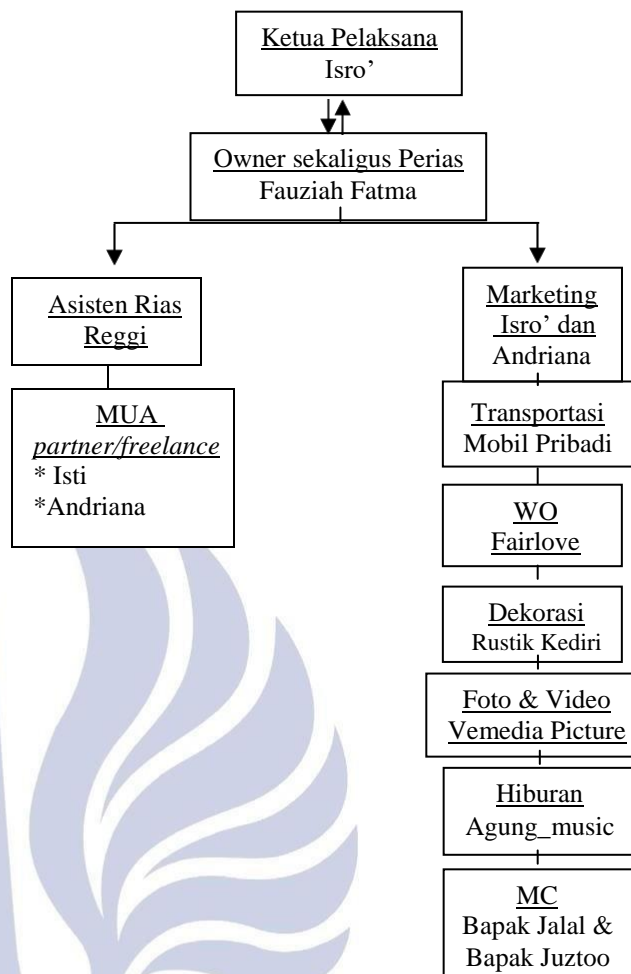 Ketua Pelaksana
Isro’
Owner sekaligus Perias
Fauziah Fatma
Asisten Rias
Reggi
MUA
partner/freelance
* Isti
*Andriana
Marketing
Isro’ dan
Andriana
Transportasi
Mobil Pribadi
WO
Fairlove
Dekorasi
Rustik Kediri
Foto & Video
Vemedia Picture
Hiburan
Agung_music
MC
Bapak Jalal &
Bapak Juztoo